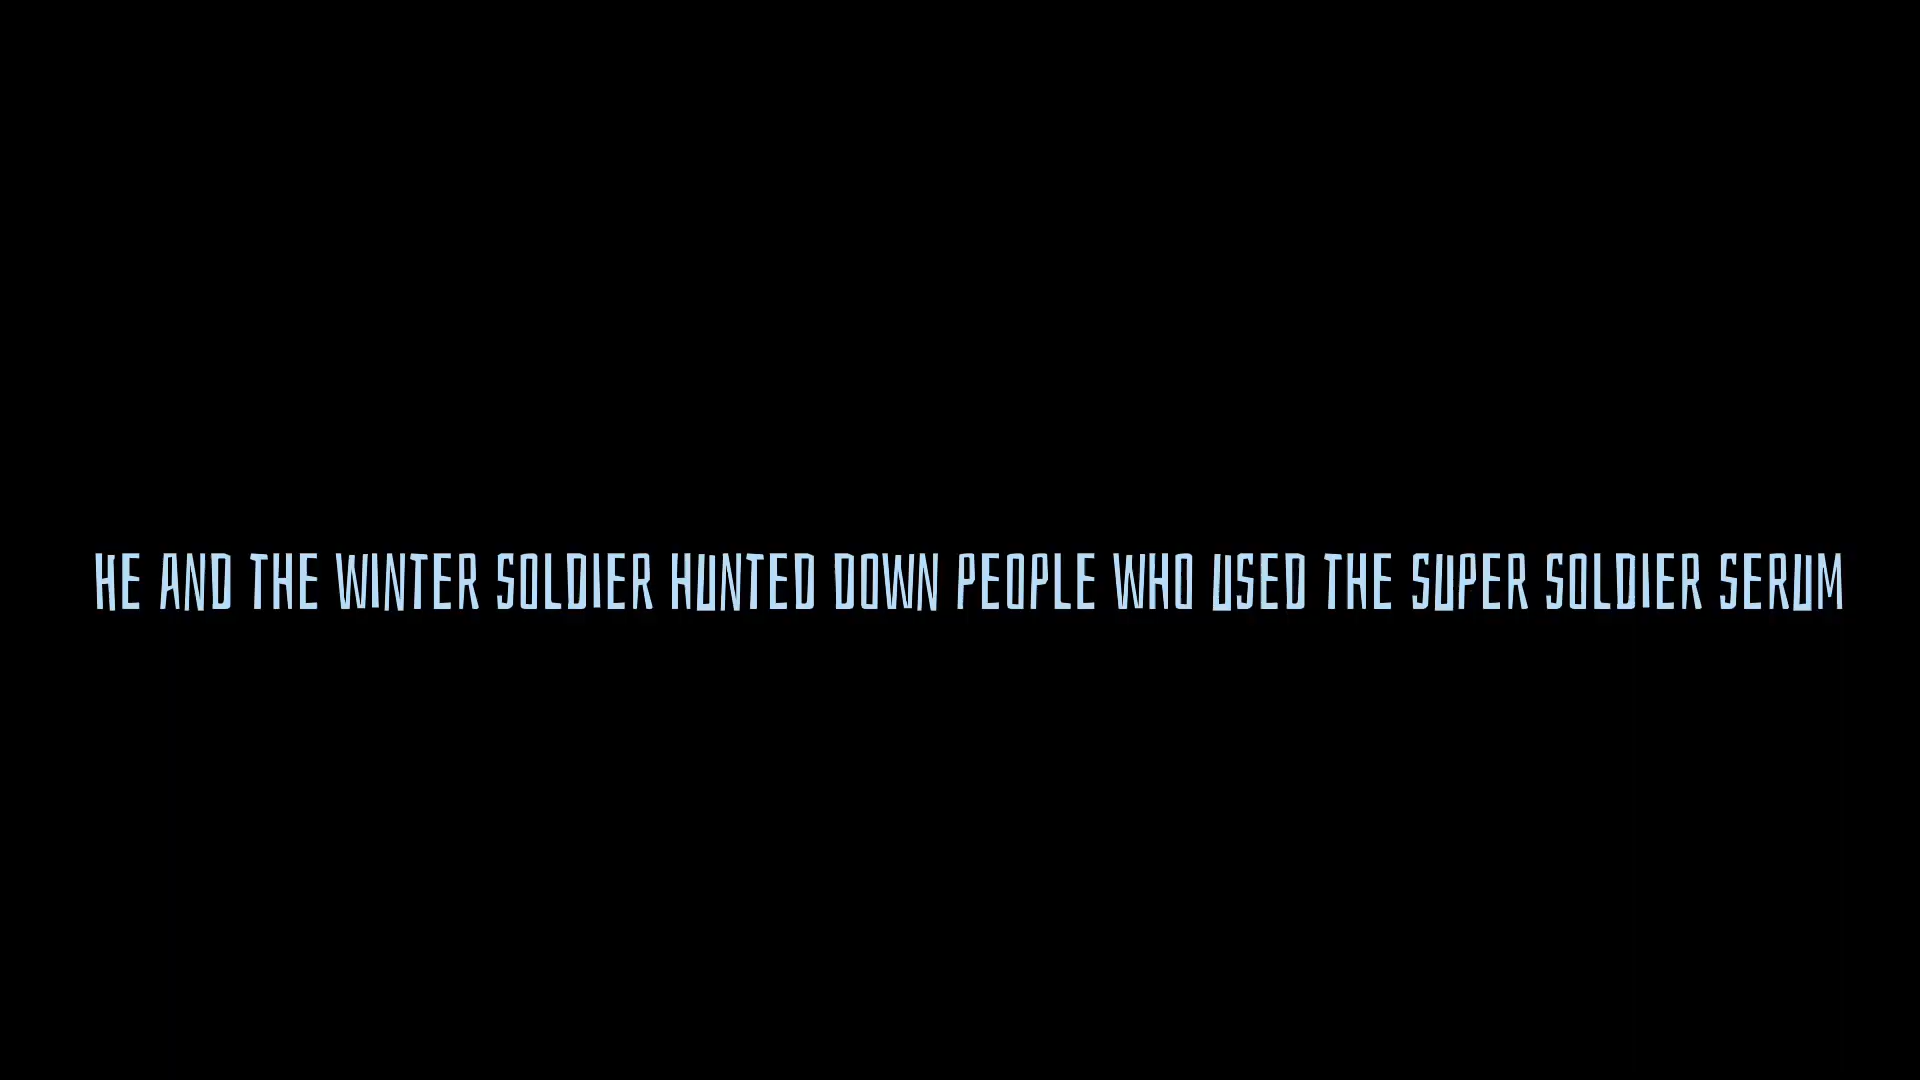 HE AND THE WINTER SOLDIER HUNTED DOWN PEOPLE WHO USED THE SUPER SOLDIER SERUM